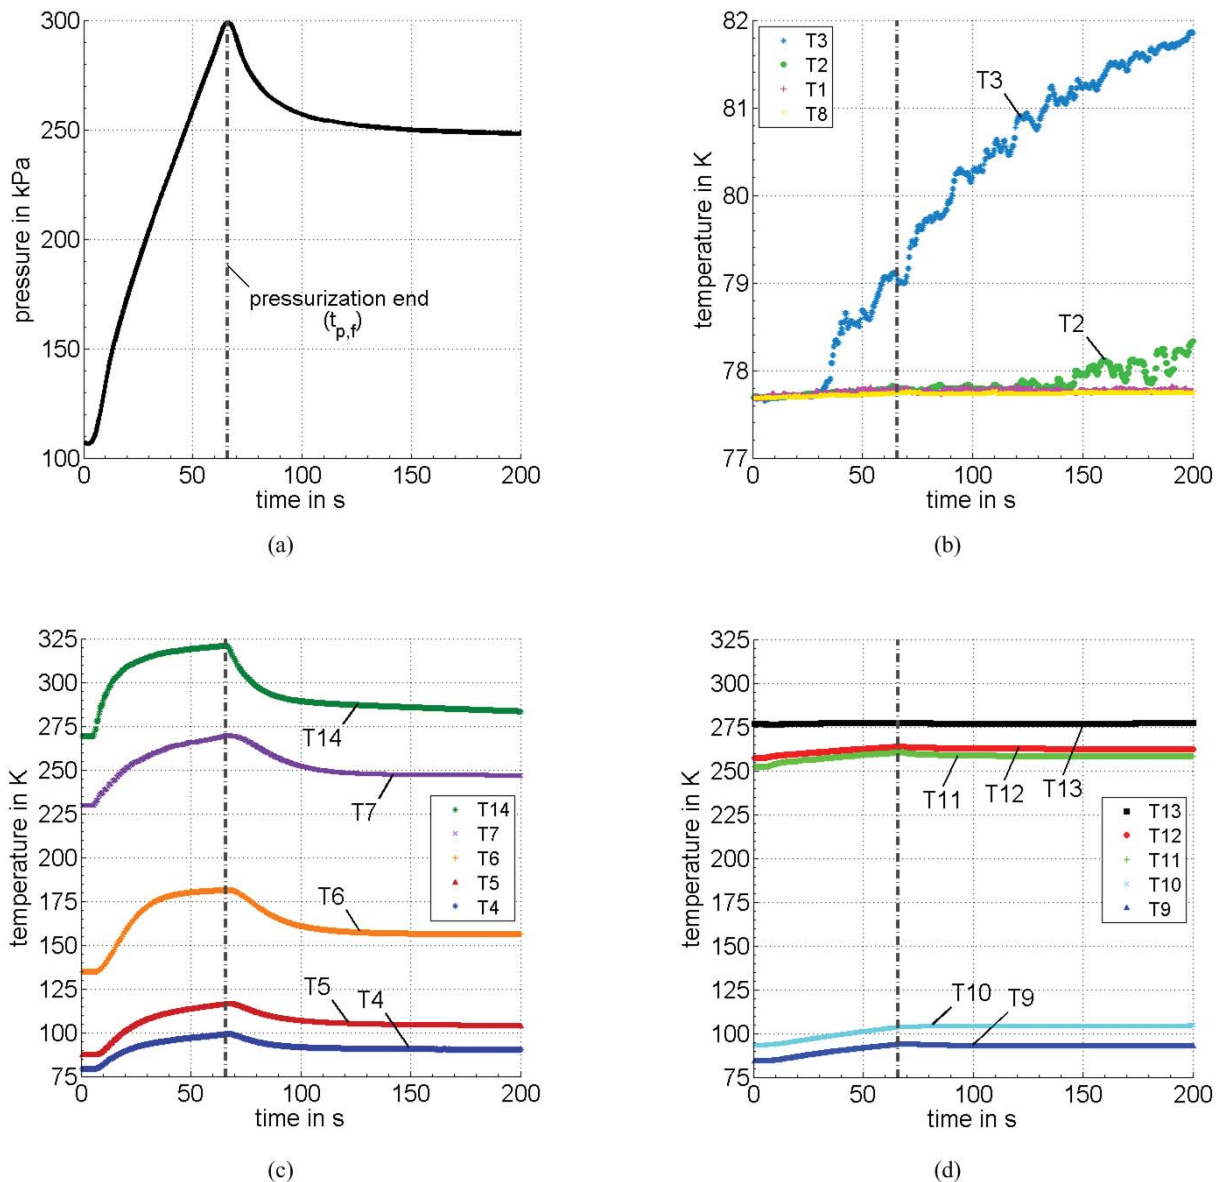 300
250
200
150
100
0
50
100
150
200
pressure in kPa
time in s
pressurization end
(t_p,f)
(a)
82
81
80
79
78
77
0
50
100
150
200
temperature in K
time in s
T3
T2
T1
T8
T3
T2
(b)
325
300
275
250
225
200
175
150
125
100
75
0
50
100
150
200
temperature in K
time in s
T14
T7
T6
T5
T4
T14
T7
T6
T5
T4
(c)
325
300
275
250
225
200
175
150
125
100
75
0
50
100
150
200
temperature in K
time in s
T11
T12
T13
T13
T12
T11
T10
T9
T10
T9
(d)